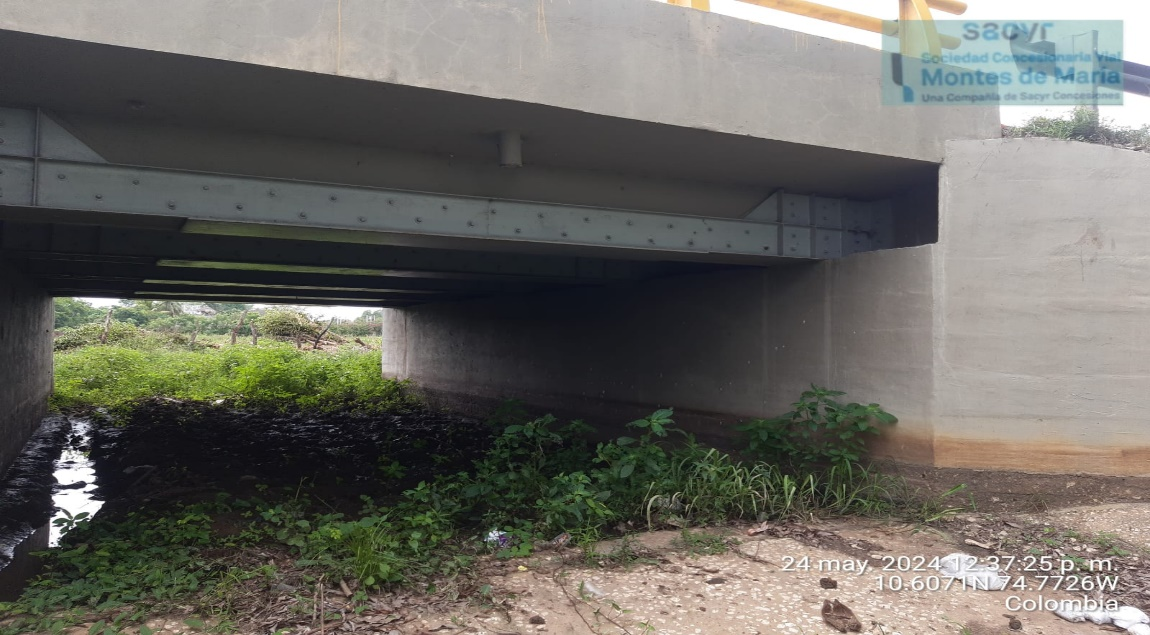 sacyr
Sociedad Concesionaria Vial
Montes de María
Una Compañía de Sacyr Concesiones
24 may. 2024 12:37:25 p. m.
10.6071N 74.7726W
Colombia